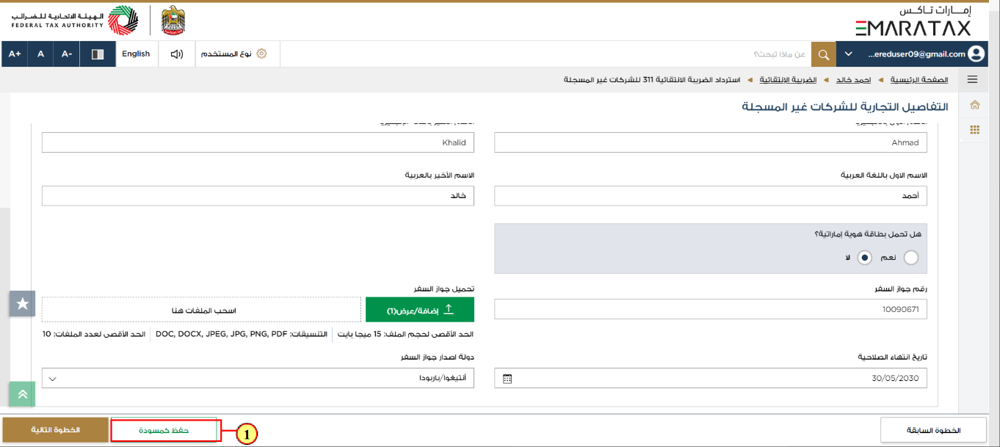 إمـــارات تــاكــس
EMARATAX
الهيئة الاتحادية للضرائب
FEDERAL TAX AUTHORITY
...ereduser09@gmail.com
عن ماذا تبحث؟
نوع المستخدم
English
A-
A
A+
الصفحة الرئيسية ◄ احمد خالد ◄ الضريبة الإنتقائية ◄ استرداد الضريبة الانتقائية 311 للشركات غير المسجلة
التفاصيل التجارية للشركات غير المسجلة
Ahmad
Khalid
الاسم الاول باللغة العربية
الاسم الأخير بالعربية
أحمد
خالد
هل تحمل بطاقة هوية إماراتية؟
نعم
لا
رقم جواز السفر
تحميل جواز السفر
10090671
إضافة/عرض(1)
اسحب الملفات هنا
الحد الأقصى لحجم الملف: 15 ميجا بايت
التنسيقات: DOC, DOCX, JPEG, JPG, PNG, PDF
الحد الأقصى لعدد الملفات: 10
تاريخ انتهاء الصلاحية
دولة اصدار جواز السفر
30/05/2030
أنتيغوا/باربودا
الخطوة السابقة
1
حفظ كمسودة
الخطوة التالية